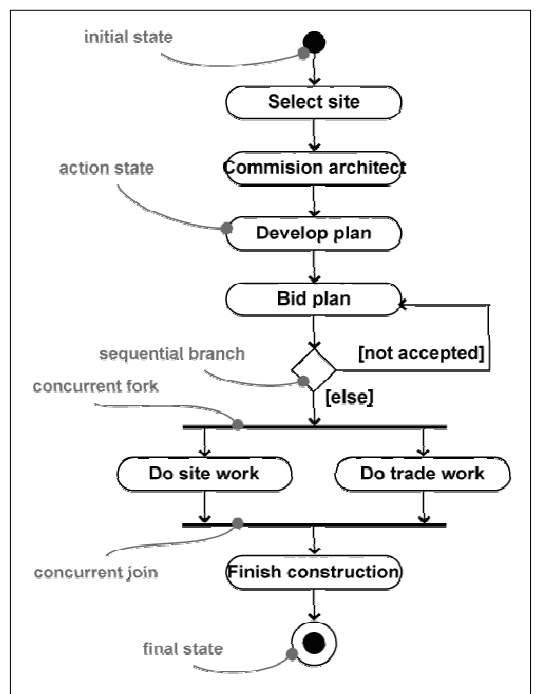 initial state
Select site
Commision architect
action state
Develop plan
Bid plan
sequential branch
[not accepted]
[else]
concurrent fork
Do site work
Do trade work
concurrent join
Finish construction
final state